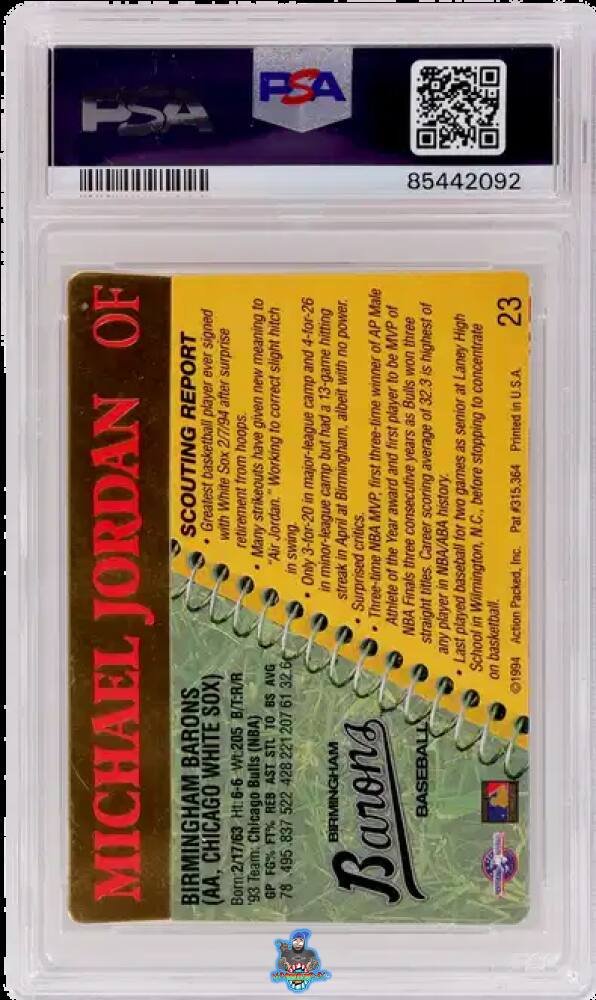 PSA
PSA
85442092
MICHAEL JORDAN OF
BIRMINGHAM BARONS
(AA, CHICAGO WHITE SOX)
Born:2/17/63 Ht:6-6 Wt:205 B/T:R/R
'93 Team: Chicago Bulls (NBA)
GP FG% FT% REB AST STL TO BS AVG
78 .495 .837 522 428 221 207 61 32.6
BIRMINGHAM
Barons
BASEBALL
SCOUTING REPORT
• Greatest basketball player ever signed
with White Sox 2/7/94 after surprise
retirement from hoops.
• Many strikeouts have given new meaning to
"Air Jordan." Working to correct slight hitch
in swing.
• Only 3-for-20 in major-league camp and 4-for-26
in minor-league camp but had a 13-game hitting
streak in April at Birmingham, albeit with no power.
• Surprised critics.
• Three-time NBA MVP, first three-time winner of AP Male
Athlete of the Year award and first player to be MVP of
NBA Finals three consecutive years as Bulls won three
straight titles. Career scoring average of 32.3 is highest of
any player in NBA/ABA history.
• Last played baseball for two games as senior at Laney High
School in Wilmington, N.C., before stopping to concentrate
on basketball.
©1994 Action Packed, Inc. Pat #315,364 Printed in U.S.A.
23